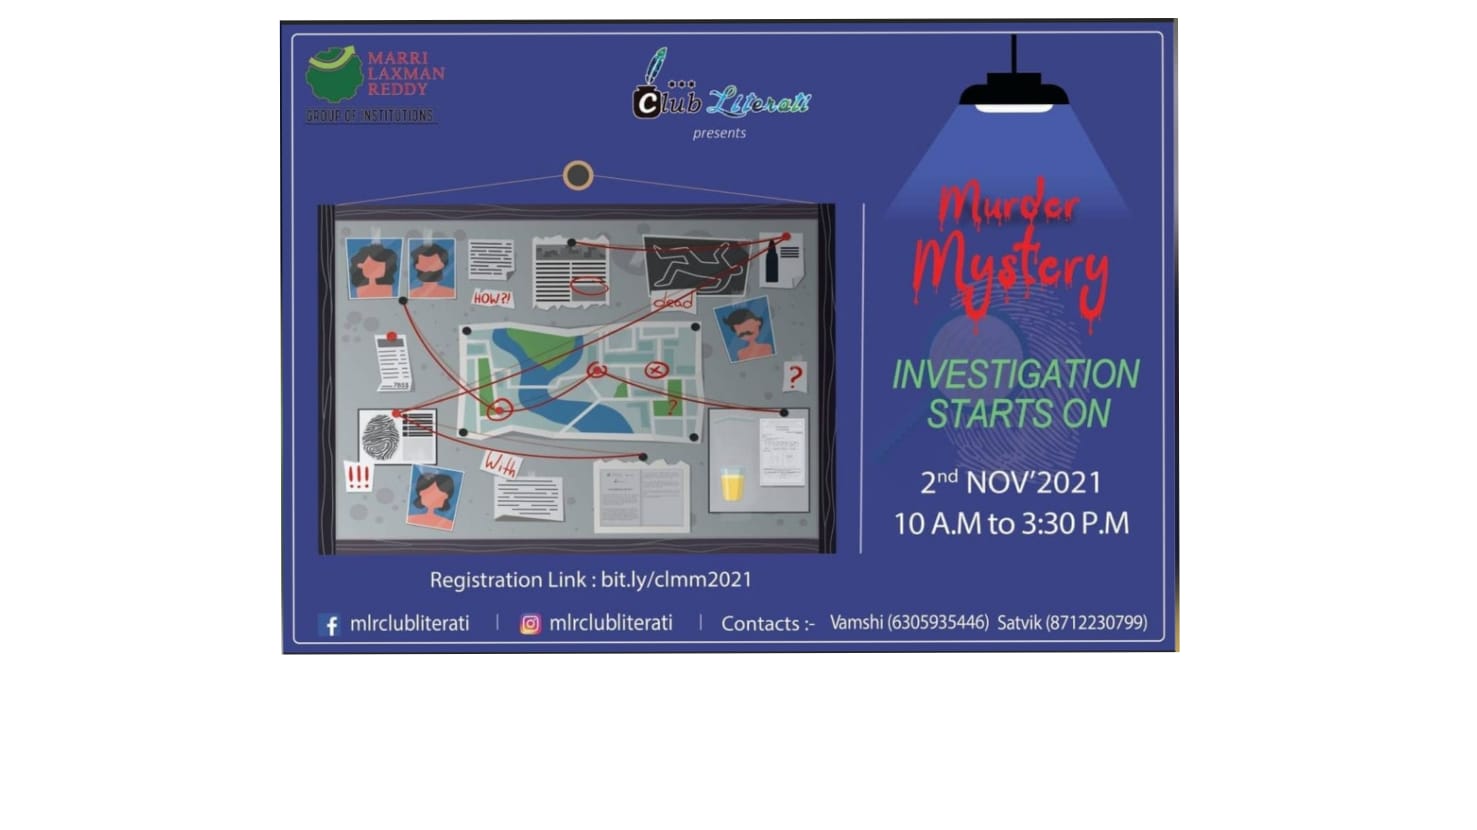 MARRI
LAXMAN
REDDY
GROUP OF INSTITUTIONS
Club Literati
presents
Murder
Mystery
INVESTIGATION
STARTS ON
2nd NOV'2021
10 A.M to 3:30 P.M
HOW?!
dead
?
?
!!!
With
Registration Link : bit.ly/clmm2021
mlrclubliterati | mlrclubliterati | Contacts :- Vamshi (6305935446) Satvik (8712230799)